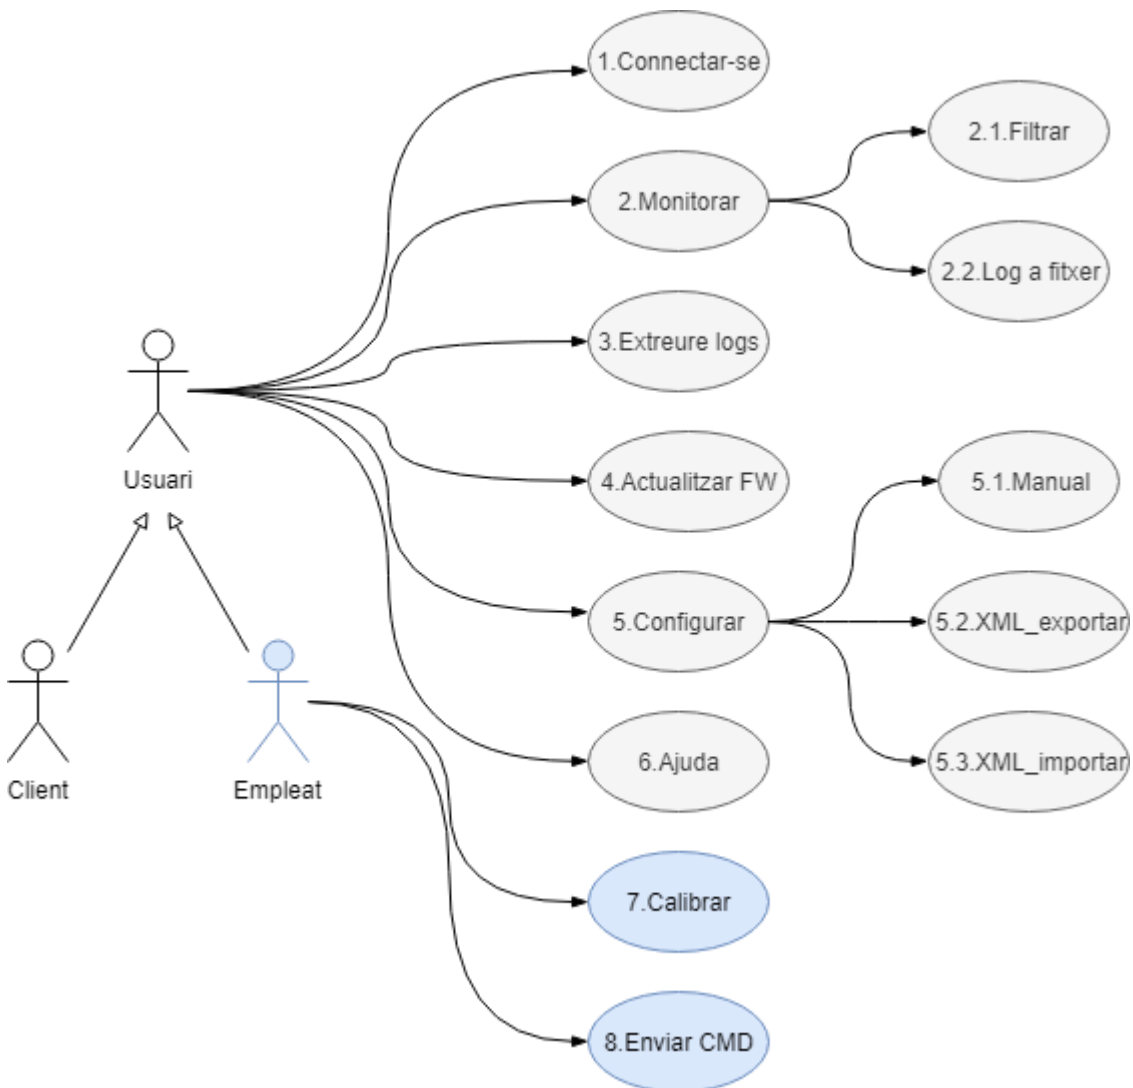 1.Connectar-se
2.1.Filtrar
2.Monitorar
2.2.Log a fitxer
3.Extreure logs
Usuari
4.Actualitzar FW
5.1.Manual
5.Configurar
5.2.XML_exportar
6.Ajuda
5.3.XML_importar
Client
Empleat
7.Calibrar
8.Enviar CMD